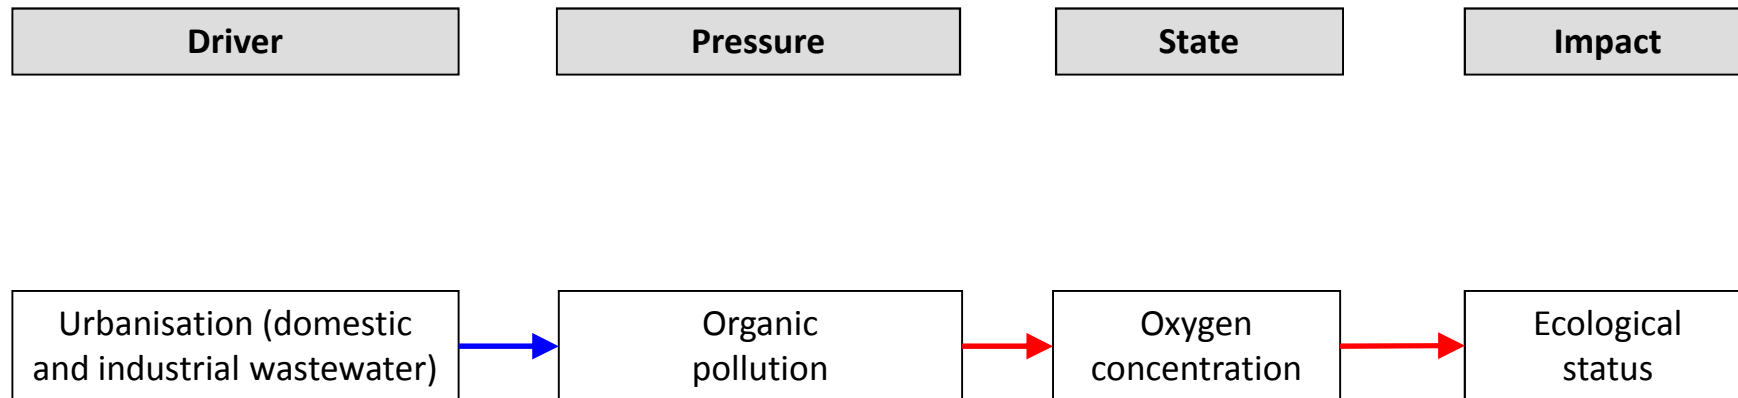 Driver
Pressure
State
Impact
Urbanisation (domestic
and industrial wastewater)
Organic
pollution
Oxygen
concentration
Ecological
status